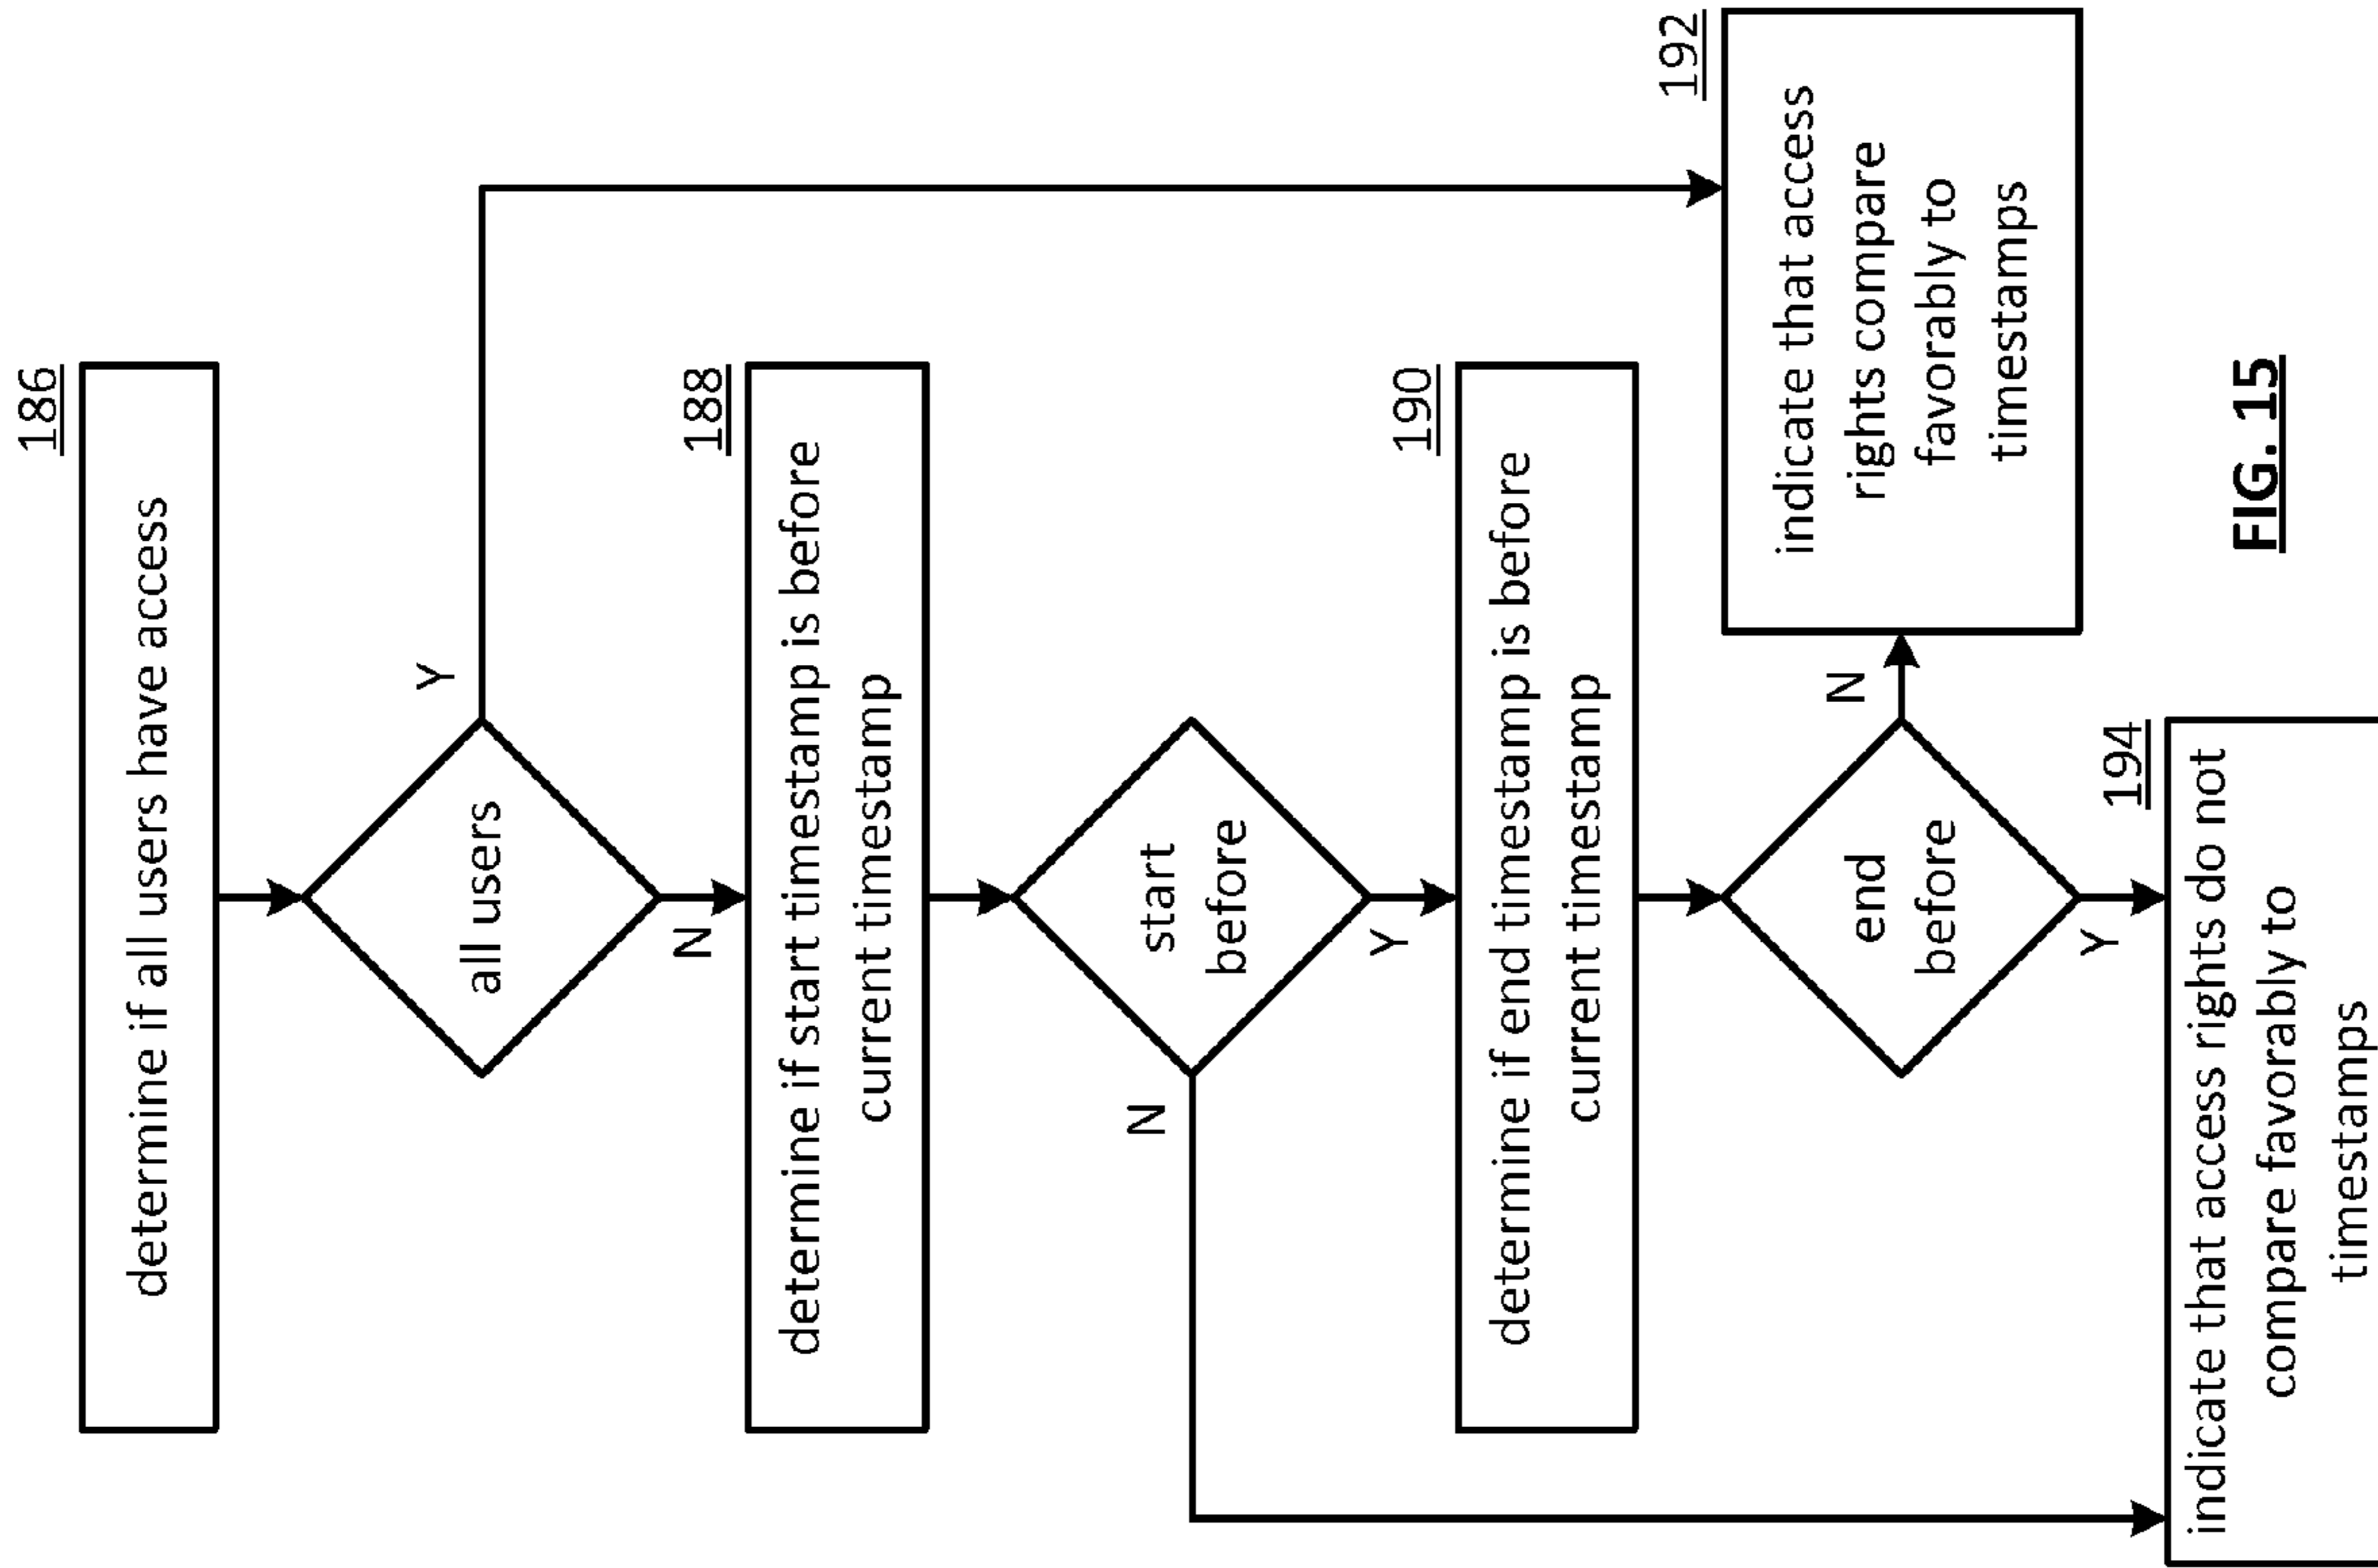 186
determine if all users have access
all users
Y
N
188
determine if start timestamp is before
current timestamp
start
before
N
Y
190
determine if end timestamp is before
current timestamp
end
before
N
Y
192
indicate that access
rights compare
favorably to
timestamps
194
indicate that access rights do not
compare favorably to
timestamps
FIG. 15